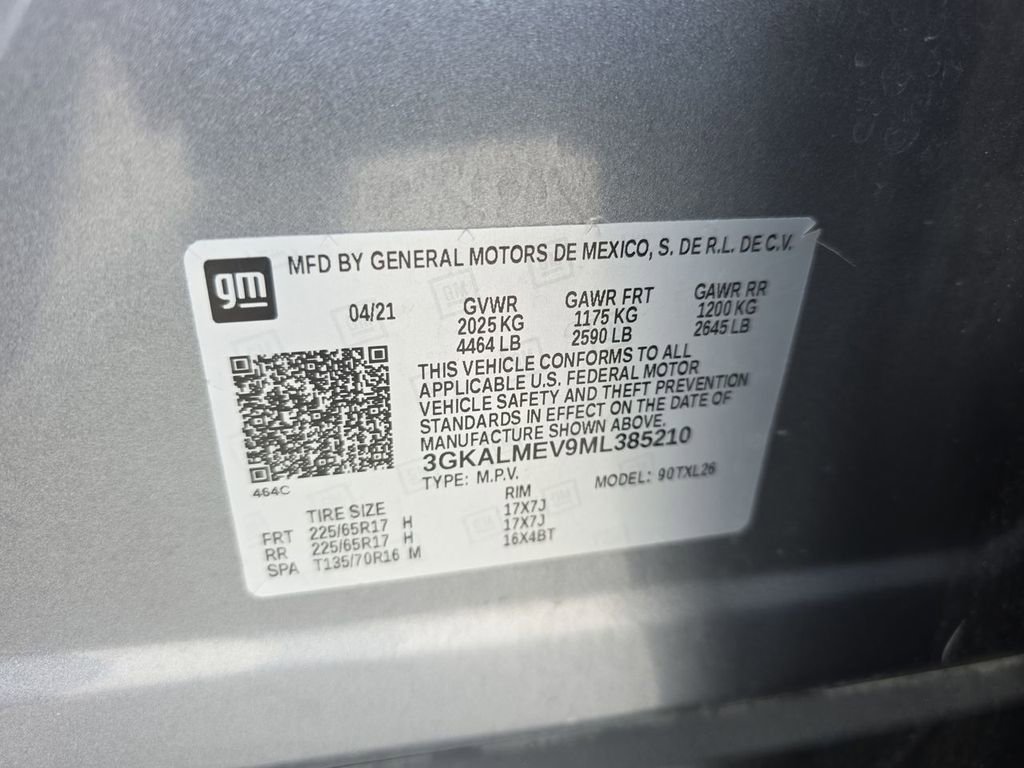 gm
MFD BY GENERAL MOTORS DE MEXICO, S. DE R.L. DE C.V.
04/21
GVWR GAWR FRT GAWR RR
2025 KG 1175 KG 1200 KG
4464 LB 2590 LB 2645 LB
THIS VEHICLE CONFORMS TO ALL
APPLICABLE U.S. FEDERAL MOTOR
VEHICLE SAFETY AND THEFT PREVENTION
STANDARDS IN EFFECT ON THE DATE OF
MANUFACTURE SHOWN ABOVE.
3GKALMEV9ML385210
TYPE: M.P.V. MODEL: 90TXL26
464C
TIRE SIZE RIM
FRT 225/65R17 H 17X7J
RR 225/65R17 H 17X7J
SPA T135/70R16 M 16X4BT